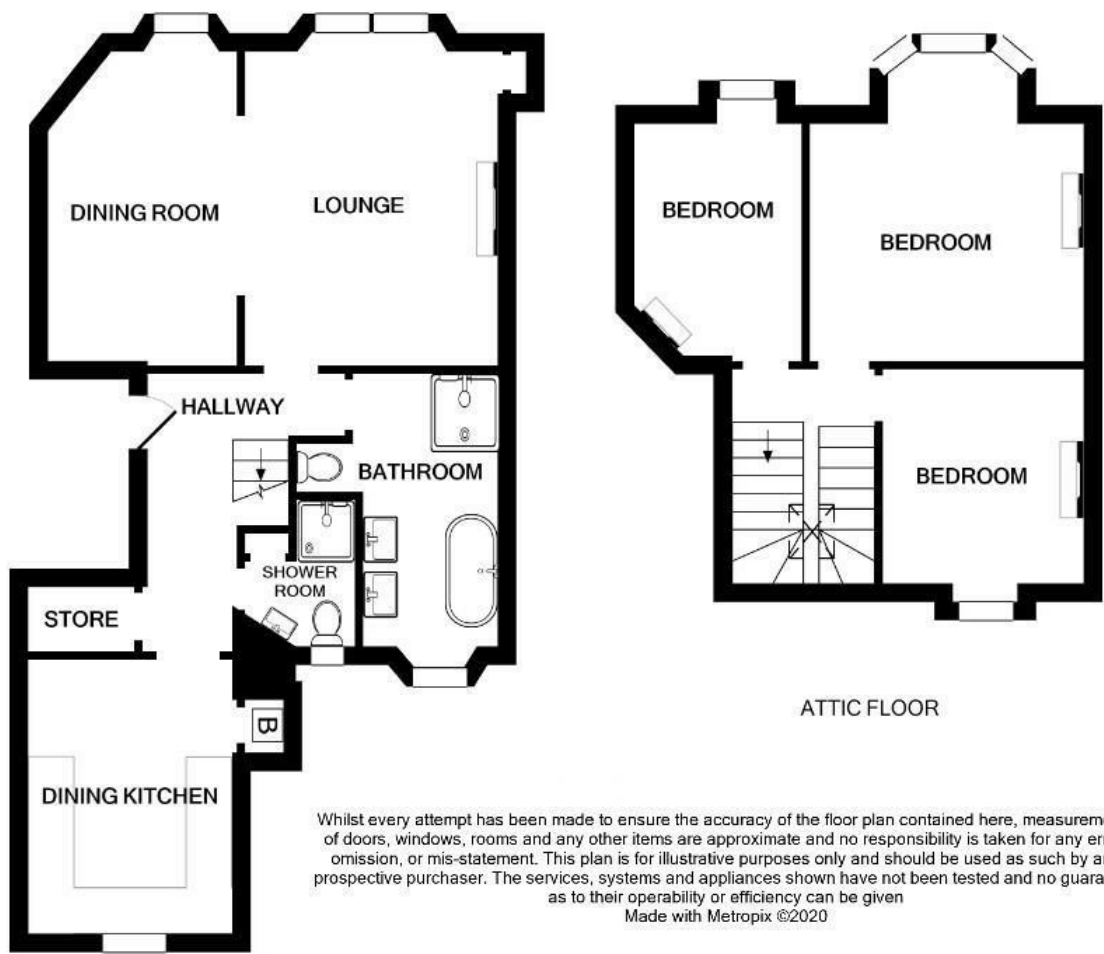 DINING ROOM
LOUNGE
HALLWAY
BATHROOM
SHOWER
ROOM
STORE
B
DINING KITCHEN
BEDROOM
BEDROOM
BEDROOM
ATTIC FLOOR
Whilst every attempt has been made to ensure the accuracy of the floor plan contained here, measureme
of doors, windows, rooms and any other items are approximate and no responsibility is taken for any er
omission, or mis-statement. This plan is for illustrative purposes only and should be used as such by a
prospective purchaser. The services, systems and appliances shown have not been tested and no guara
as to their operability or efficiency can be given
Made with Metropix ©2020